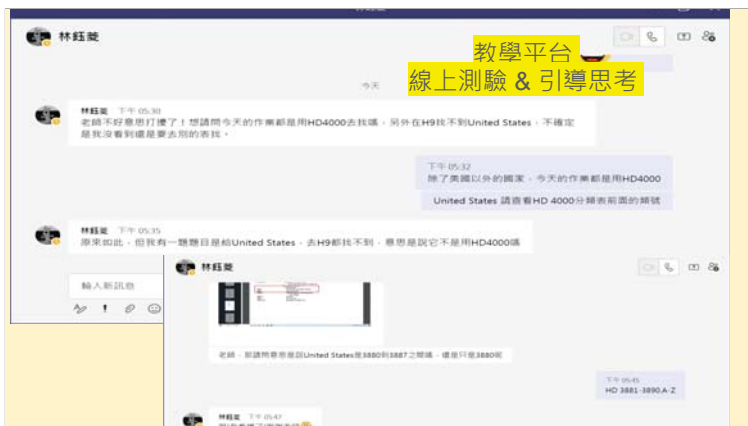 林鈺菱
教學平台
線上測驗 & 引導思考
今天
林鈺菱 下午 05:30
老師不好意思打擾了！想請問今天的作業都是用HD4000去找嗎，另外在H9找不到United States，不確定
是我沒看到還是要去別的表找。
下午 05:32
除了美國以外的國家，今天的作業都是用HD4000
United States 請查看HD 4000分類表前面的類號
林鈺菱 下午 05:35
原來如此，但我有一題題目是給United States，去H9都找不到，意思是說它不是用HD4000嗎
輸入新訊息
林鈺菱
老師，那請問意思是說United States是3880到3887之間嗎，還是只是3880呢
下午 05:45
HD 3881-3890.A-Z
林鈺菱 下午 05:47